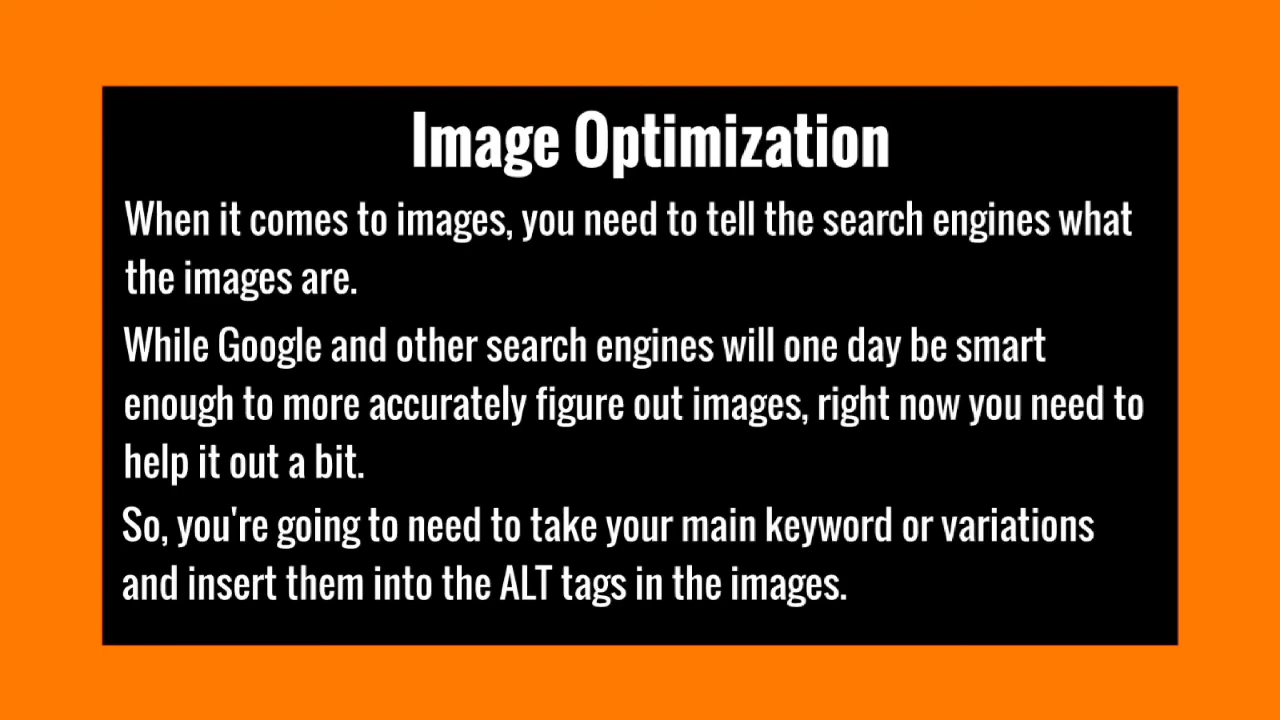 Image Optimization
When it comes to images, you need to tell the search engines what
the images are.
While Google and other search engines will one day be smart
enough to more accurately figure out images, right now you need to
help it out a bit.
So, you're going to need to take your main keyword or variations
and insert them into the ALT tags in the images.